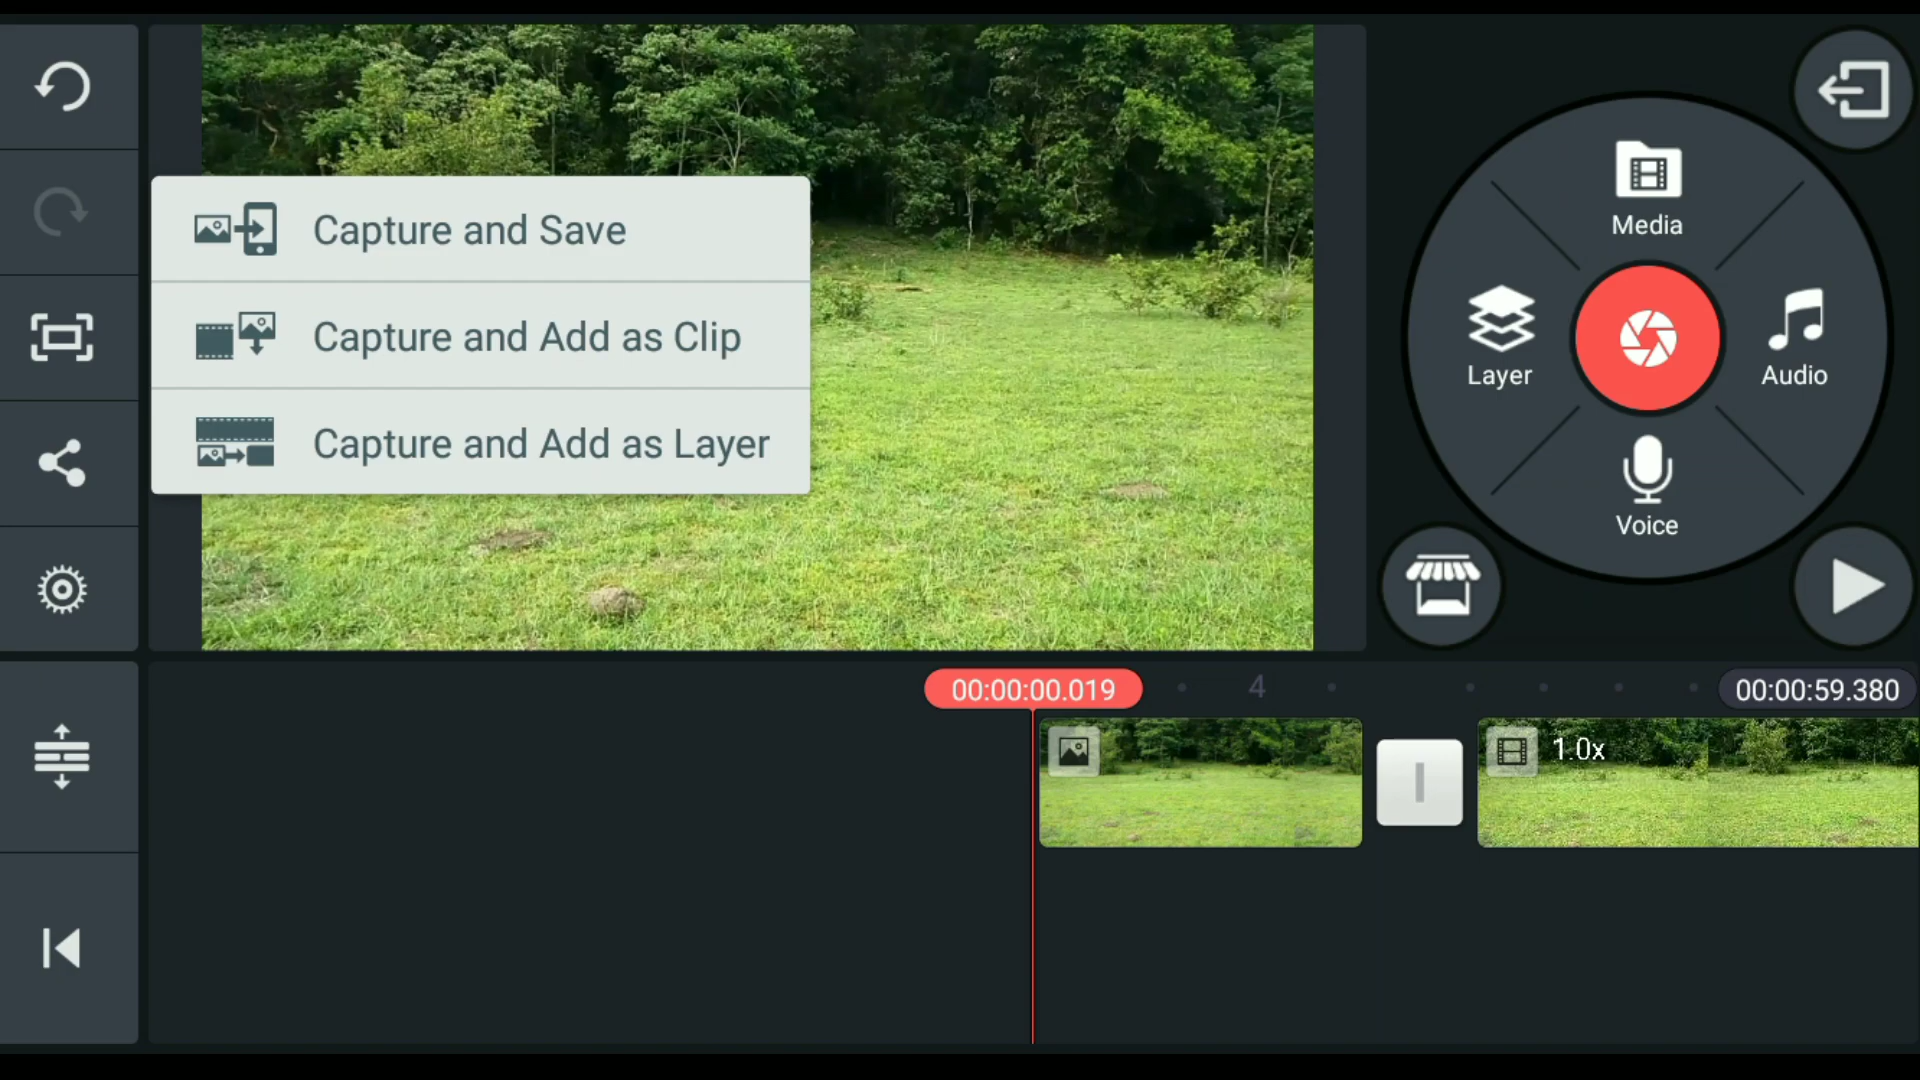 Capture and Save
Capture and Add as Clip
Capture and Add as Layer
Media
Layer
Audio
Voice
00:00:00.019
4
00:00:59.380
1.0x